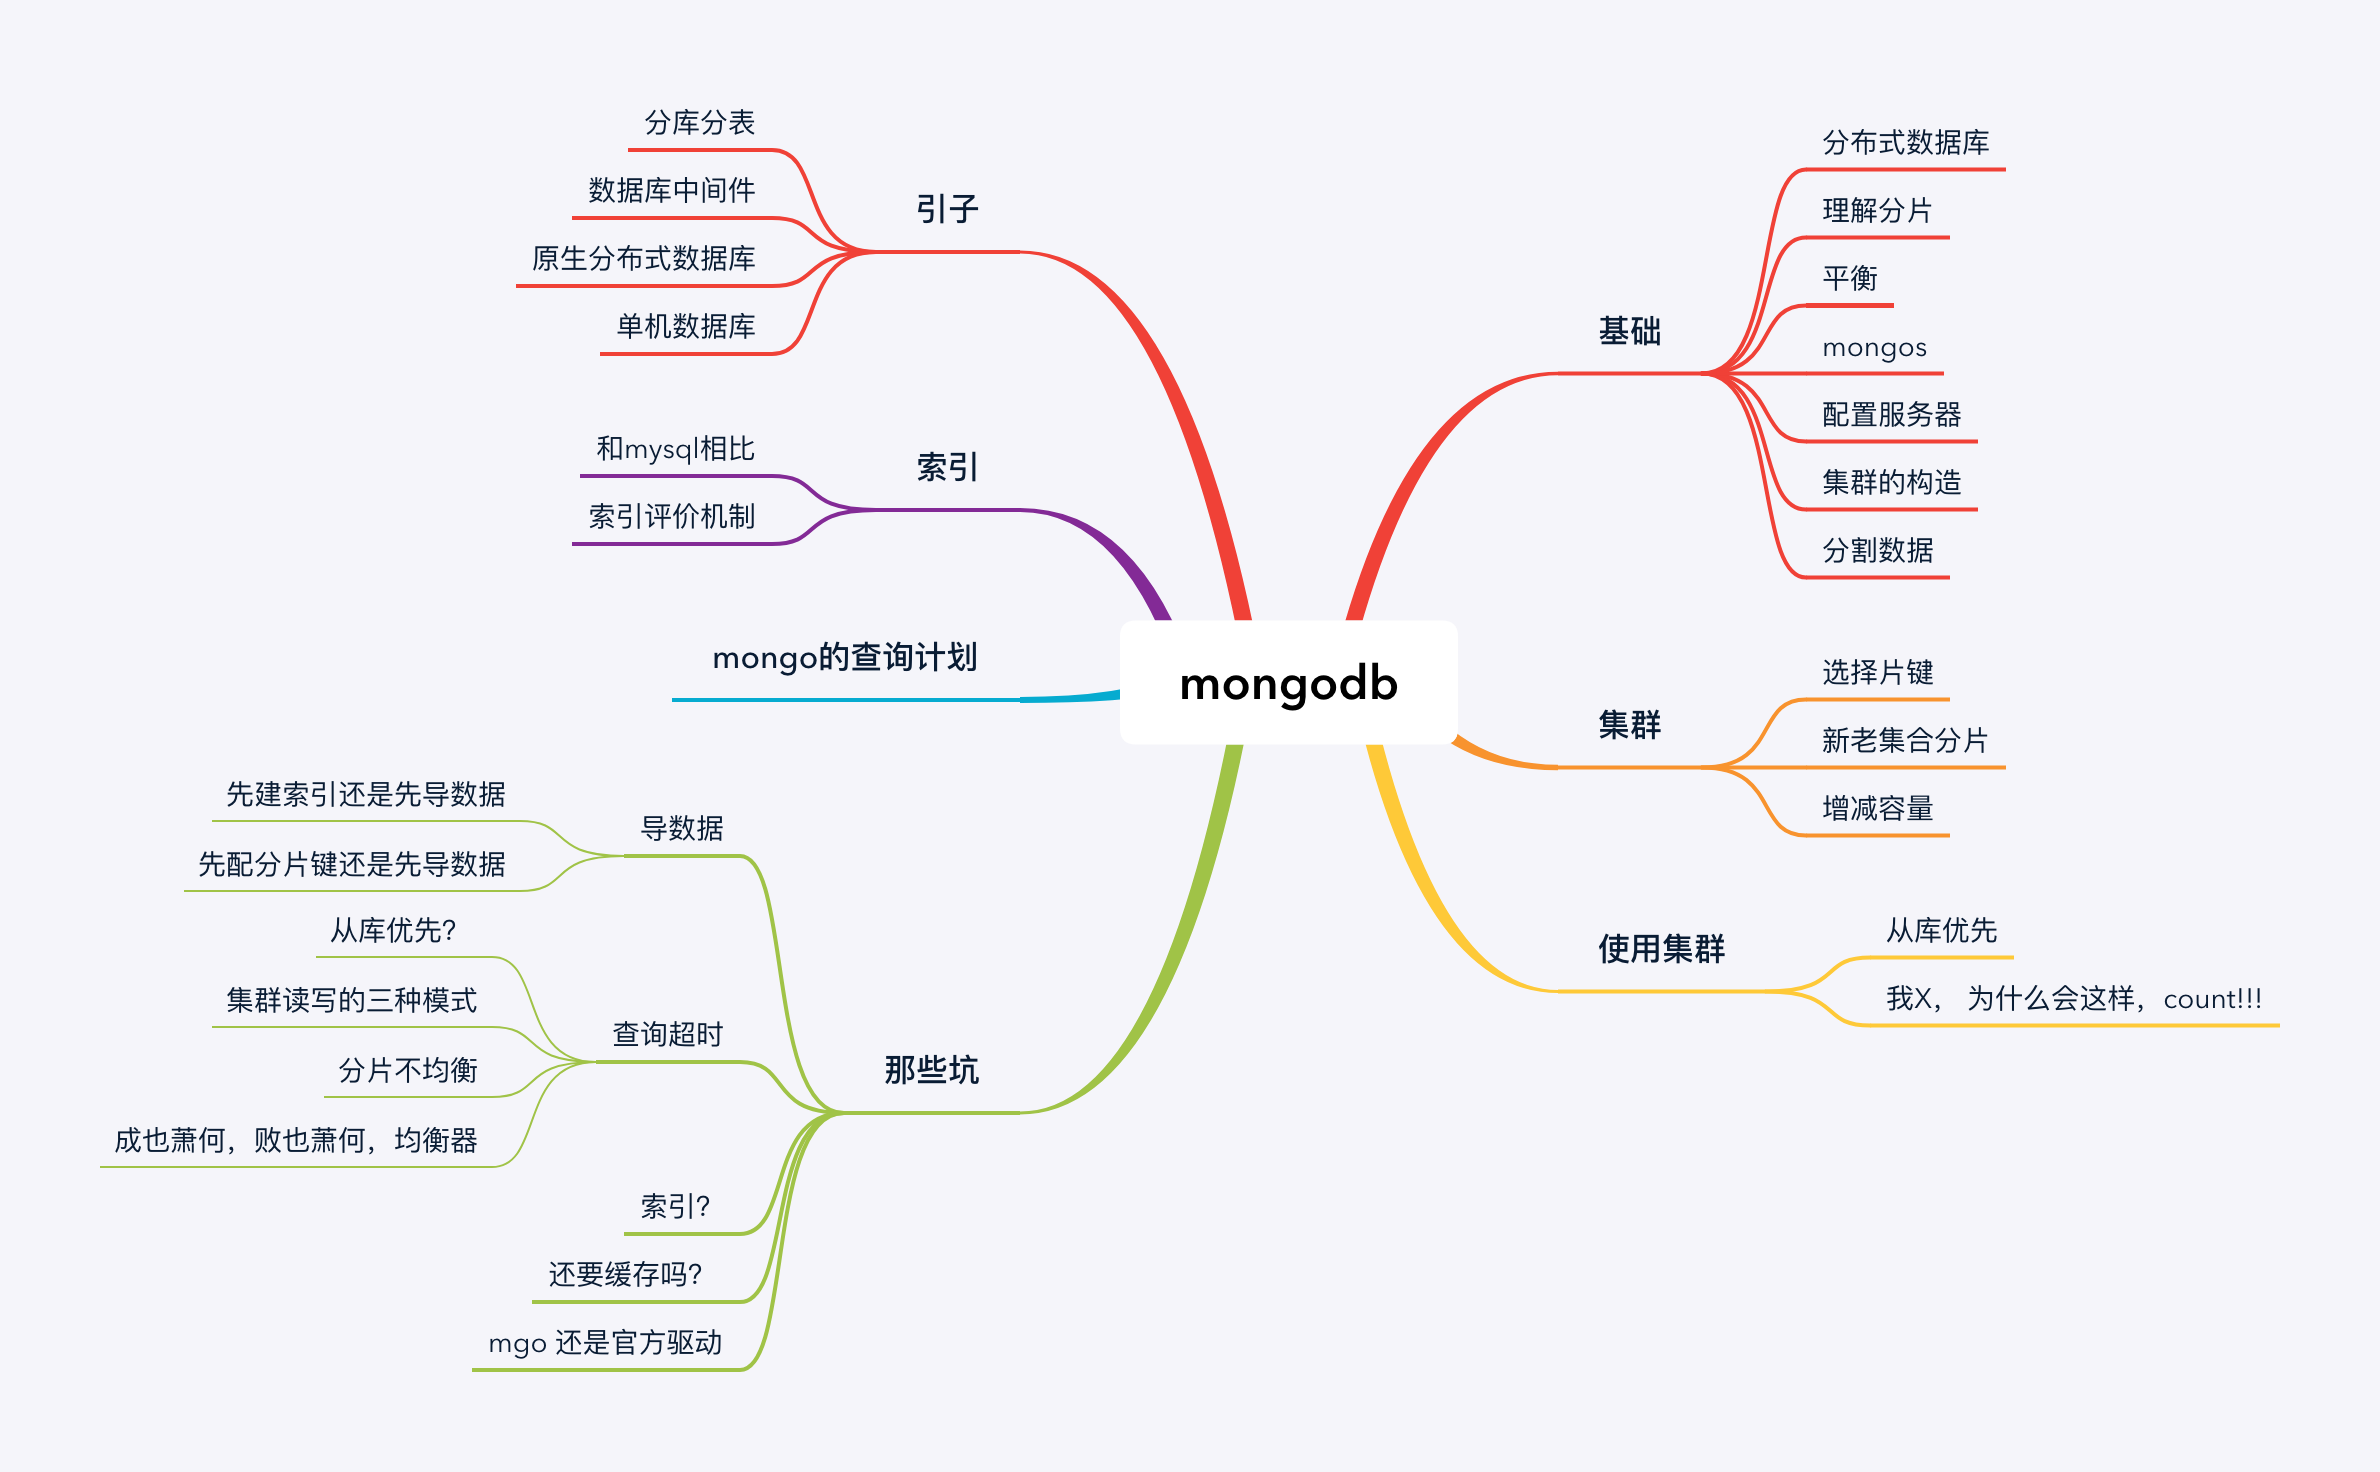 mongodb
引子
分库分表
数据库中间件
原生分布式数据库
单机数据库
索引
和mysql相比
索引评价机制
mongo的查询计划
那些坑
导数据
先建索引还是先导数据
先配分片键还是先导数据
查询超时
从库优先?
集群读写的三种模式
分片不均衡
成也萧何，败也萧何，均衡器
索引?
还要缓存吗?
mgo 还是官方驱动
基础
分布式数据库
理解分片
平衡
mongos
配置服务器
集群的构造
分割数据
集群
选择片键
新老集合分片
增减容量
使用集群
从库优先
我X， 为什么会这样，count!!!